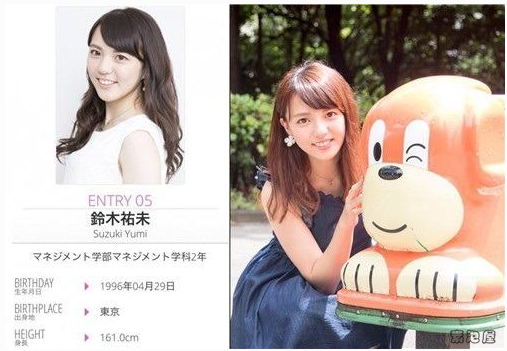 ENTRY 05
鈴木祐未
Suzuki Yumi
マネジメント学部マネジメント学科2年
BIRTHDAY
生年月日
1996年04月29日
BIRTHPLACE
出身地
東京
HEIGHT
身長
161.0cm